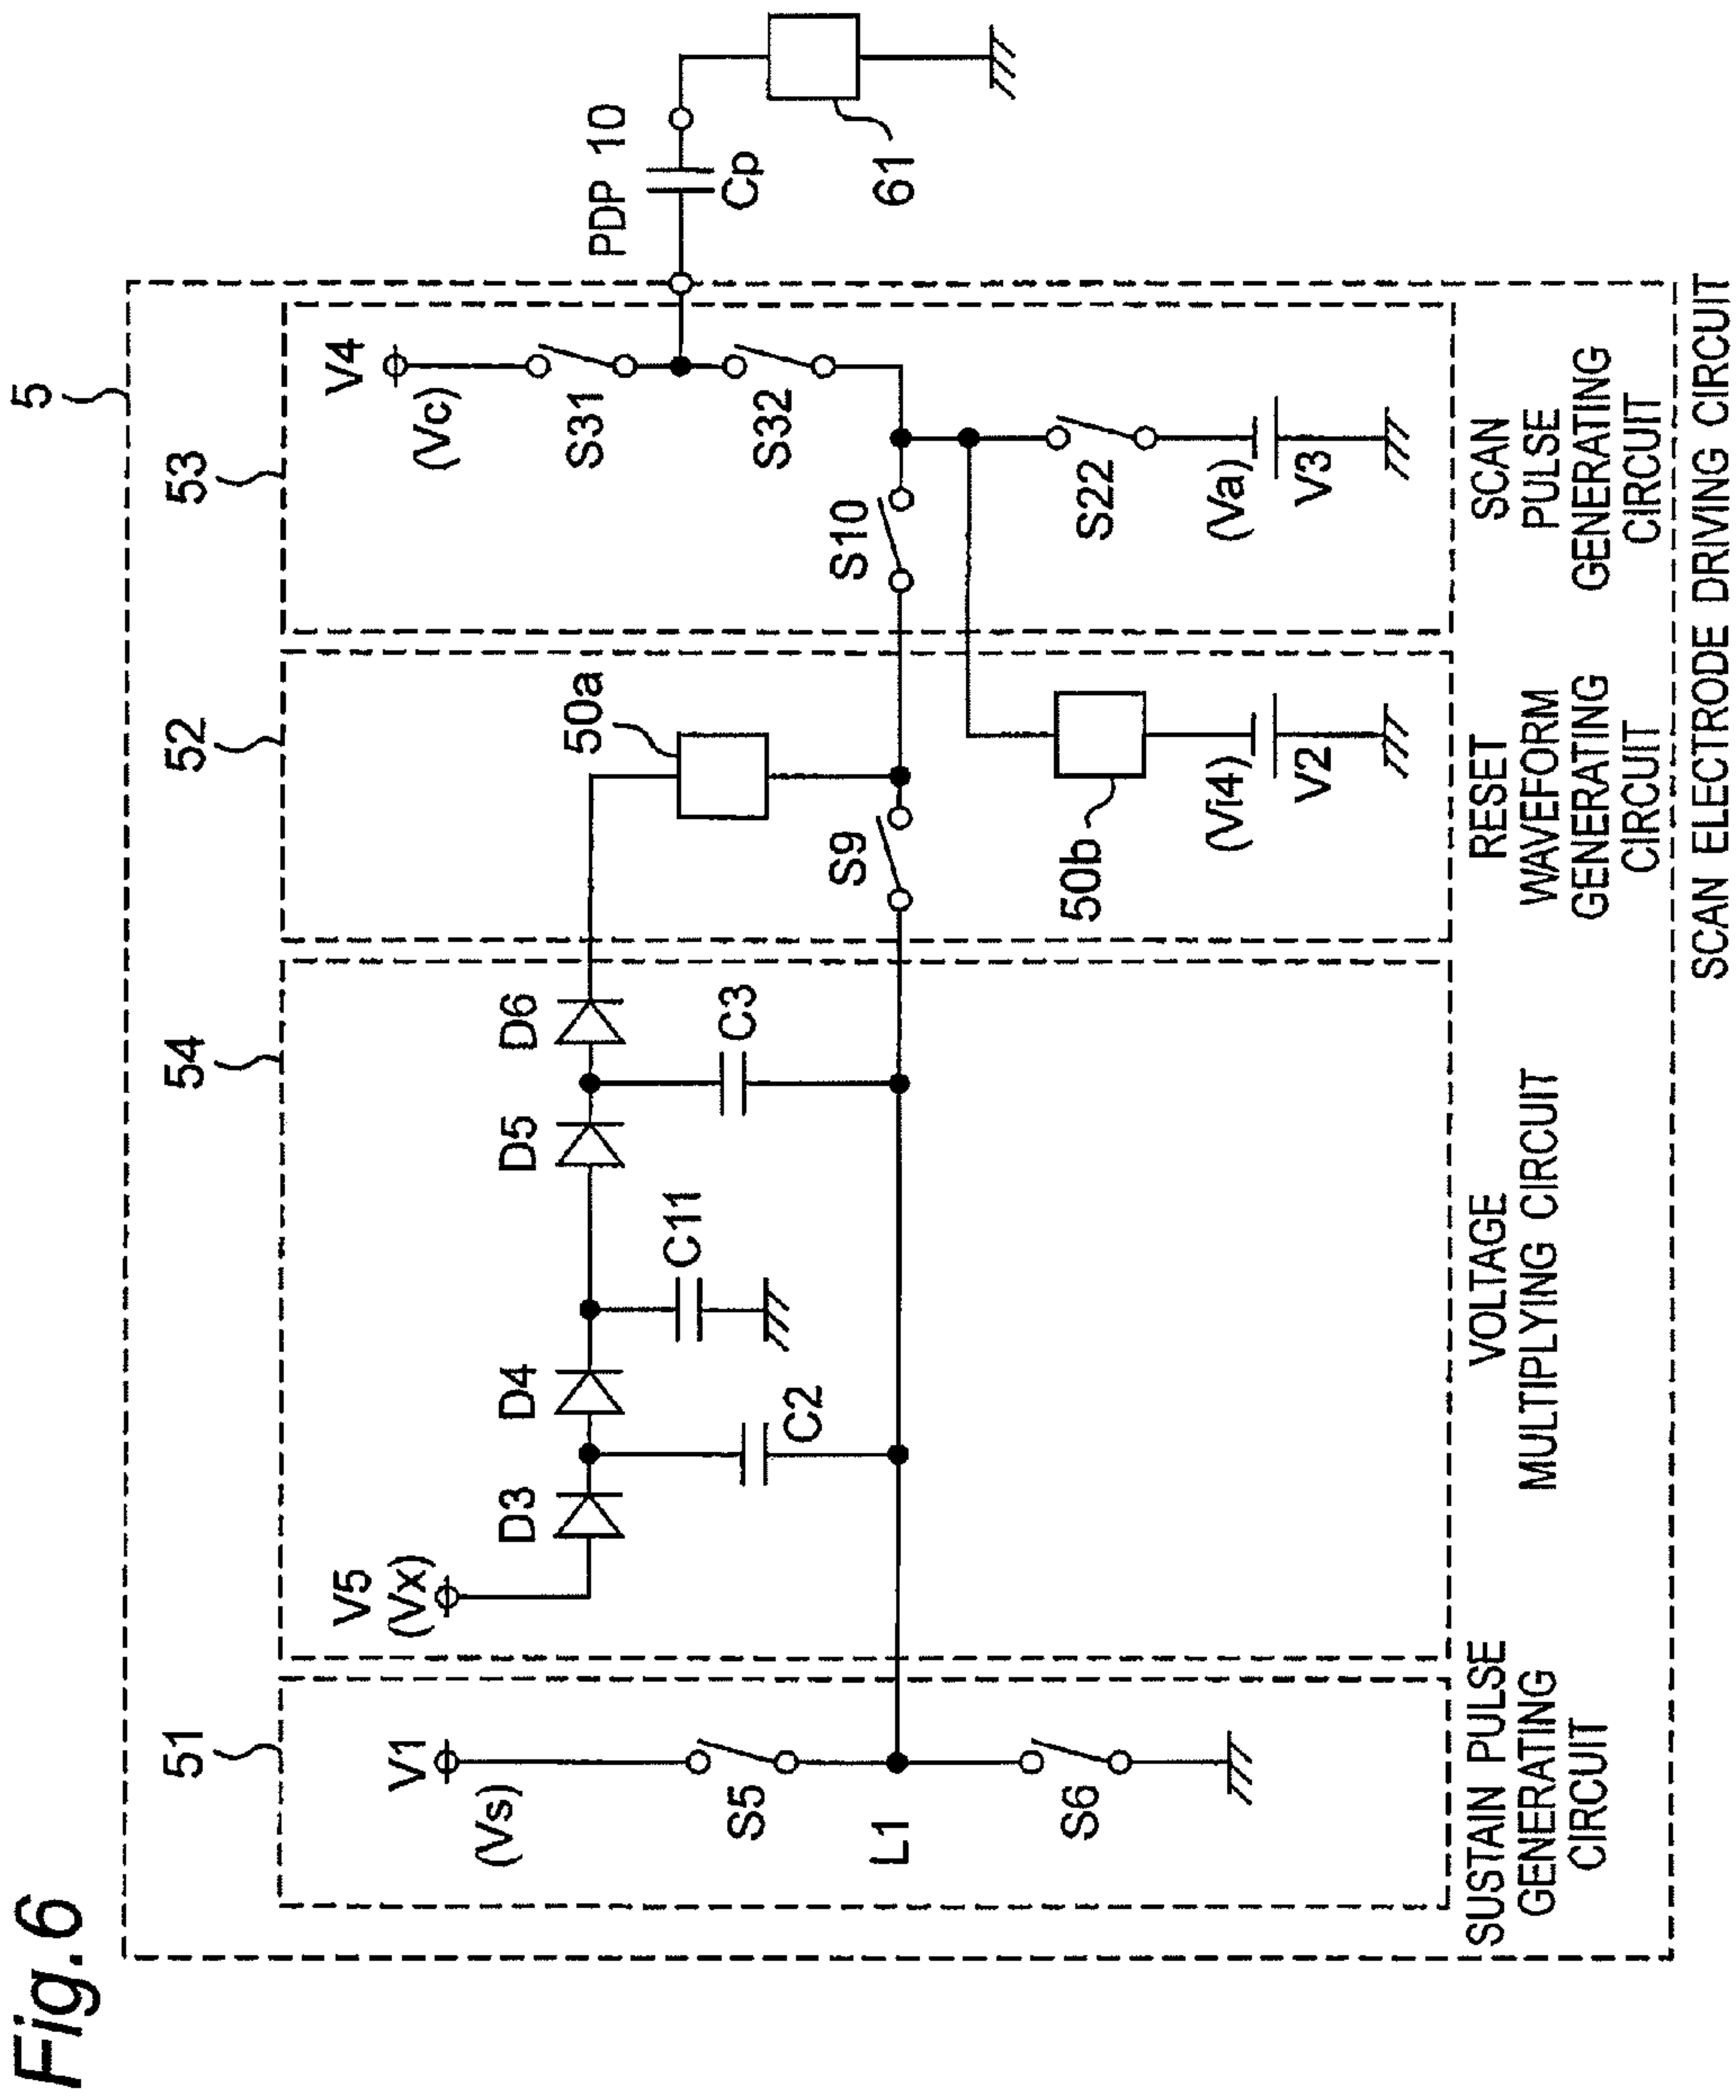 Fig.6
5
51
54
52
53
V1
(Vs)
S5
L1
S6
V5
(Vx)
D3
D4
D5
D6
C2
C11
C3
50a
S9
50b
(Vi4)
V2
V4
(Vc)
S31
S32
S10
S22
(Va)
V3
PDP 10
Cp
61
SUSTAIN PULSE
GENERATING
CIRCUIT
VOLTAGE
MULTIPLYING CIRCUIT
RESET
WAVEFORM
GENERATING
CIRCUIT
SCAN
PULSE
GENERATING
CIRCUIT
SCAN ELECTRODE DRIVING CIRCUIT